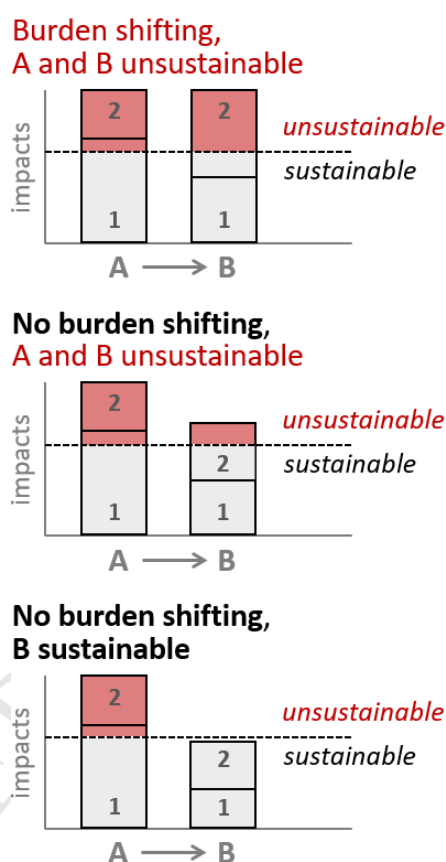 Burden shifting,
A and B unsustainable
impacts
2
2
unsustainable
sustainable
1
1
A → B
No burden shifting,
A and B unsustainable
impacts
2
unsustainable
2
sustainable
1
1
A → B
No burden shifting,
B sustainable
impacts
2
unsustainable
2
sustainable
1
1
A → B